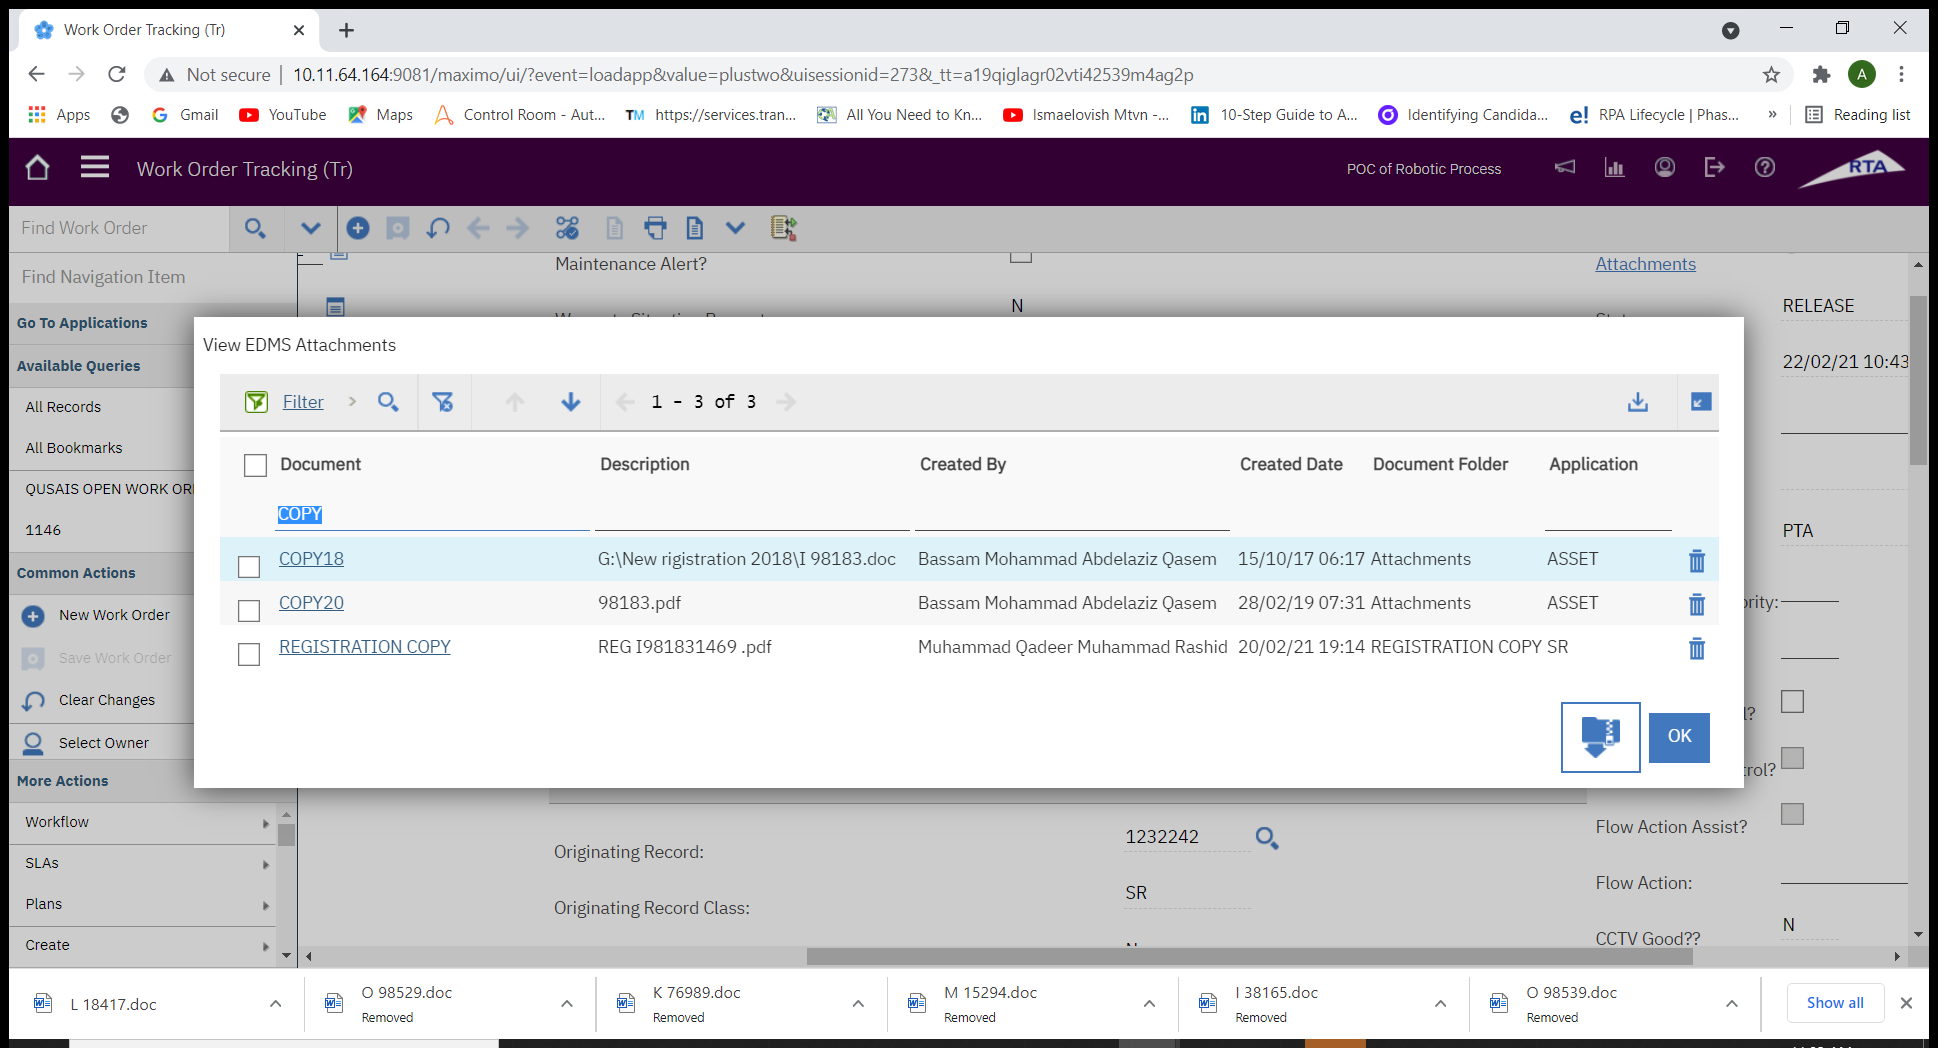 Work Order Tracking (Tr)
Not secure | 10.11.64.164:9081/maximo/ui/?event=loadapp&value=plustwo&uisessionid=273&_tt=a19qiglagr02vti42539m4ag2p
A
Apps Gmail YouTube Maps Control Room - Aut... TM https://services.tran... All You Need to Kn... Ismaelovish Mtvn -... in 10-Step Guide to A... Identifying Candida... e! RPA Lifecycle | Phas... » Reading list
Work Order Tracking (Tr) POC of Robotic Process RTA
Find Work Order
Find Navigation Item
Maintenance Alert?
Attachments
N
RELEASE
Go To Applications
Available Queries
22/02/21 10:43
All Records
All Bookmarks
QUSAIS OPEN WORK OR
1146
PTA
Common Actions
New Work Order
ority:
Save Work Order
Clear Changes
l?
Select Owner
rol?
More Actions
Workflow
SLAs
Plans
Create
View EDMS Attachments
Filter > 1 - 3 of 3
Document Description Created By Created Date Document Folder Application
COPY
COPY18 G:\New rigistration 2018\I 98183.doc Bassam Mohammad Abdelaziz Qasem 15/10/17 06:17 Attachments ASSET
COPY20 98183.pdf Bassam Mohammad Abdelaziz Qasem 28/02/19 07:31 Attachments ASSET
REGISTRATION COPY REG I981831469 .pdf Muhammad Qadeer Muhammad Rashid 20/02/21 19:14 REGISTRATION COPY SR
OK
Originating Record: 1232242
Flow Action Assist?
Originating Record Class: SR
Flow Action:
CCTV Good?? N
L 18417.doc
O 98529.doc
Removed
K 76989.doc
Removed
M 15294.doc
Removed
I 38165.doc
Removed
O 98539.doc
Removed
Show all